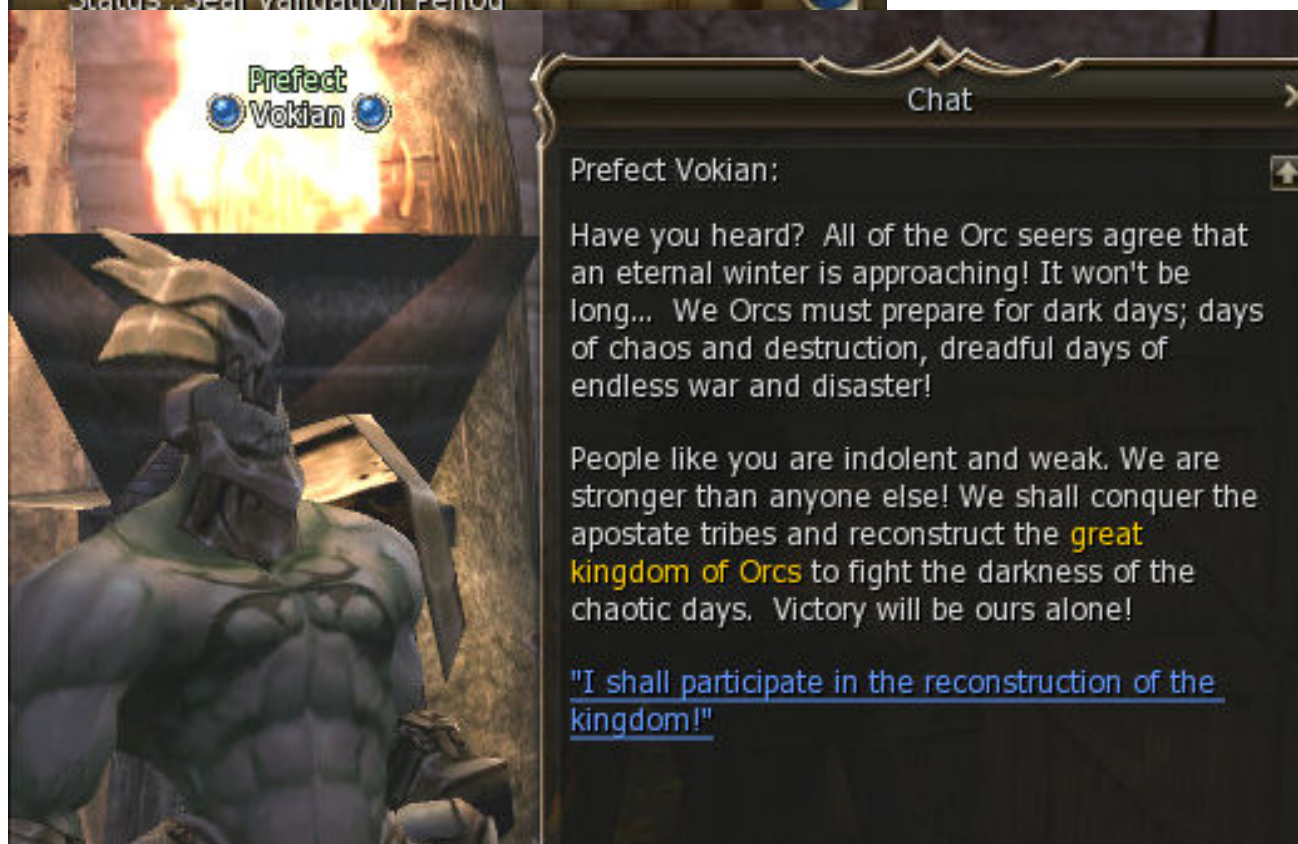 Status : Seal Validation Period
Prefect
Vokian
Chat
Prefect Vokian:
Have you heard?  All of the Orc seers agree that
an eternal winter is approaching! It won't be
long...  We Orcs must prepare for dark days; days
of chaos and destruction, dreadful days of
endless war and disaster!
People like you are indolent and weak. We are
stronger than anyone else! We shall conquer the
apostate tribes and reconstruct the great
kingdom of Orcs to fight the darkness of the
chaotic days.  Victory will be ours alone!
"I shall participate in the reconstruction of the
kingdom!"